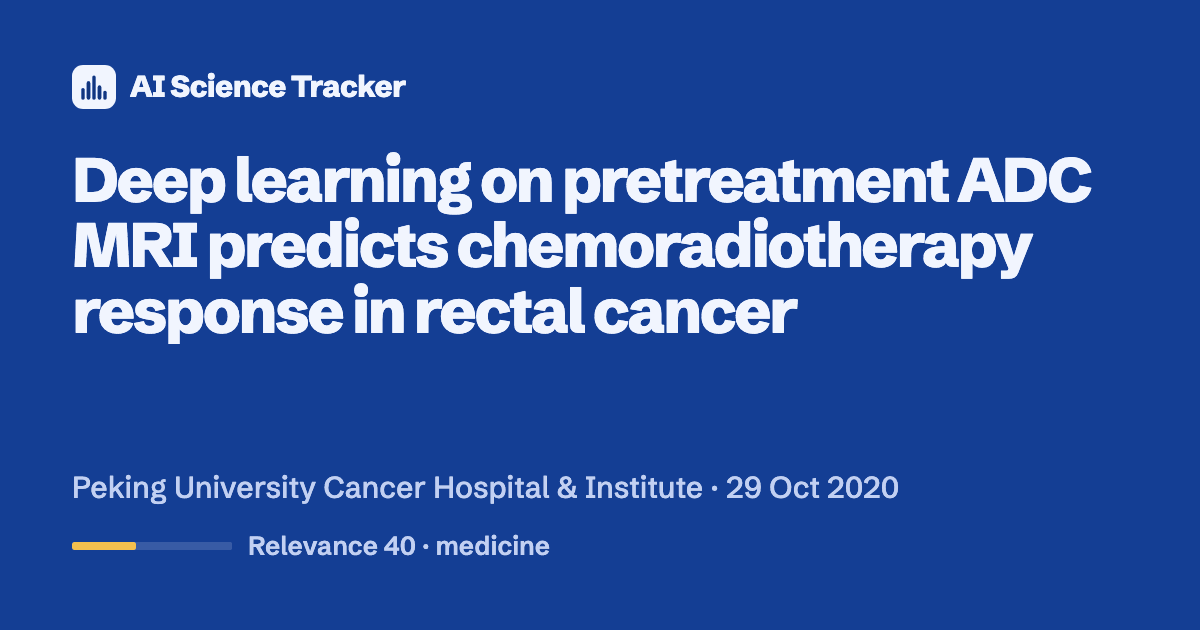 AI Science Tracker
Deep learning on pretreatment ADC
MRI predicts chemoradiotherapy
response in rectal cancer
Peking University Cancer Hospital & Institute · 29 Oct 2020
Relevance 40 · medicine